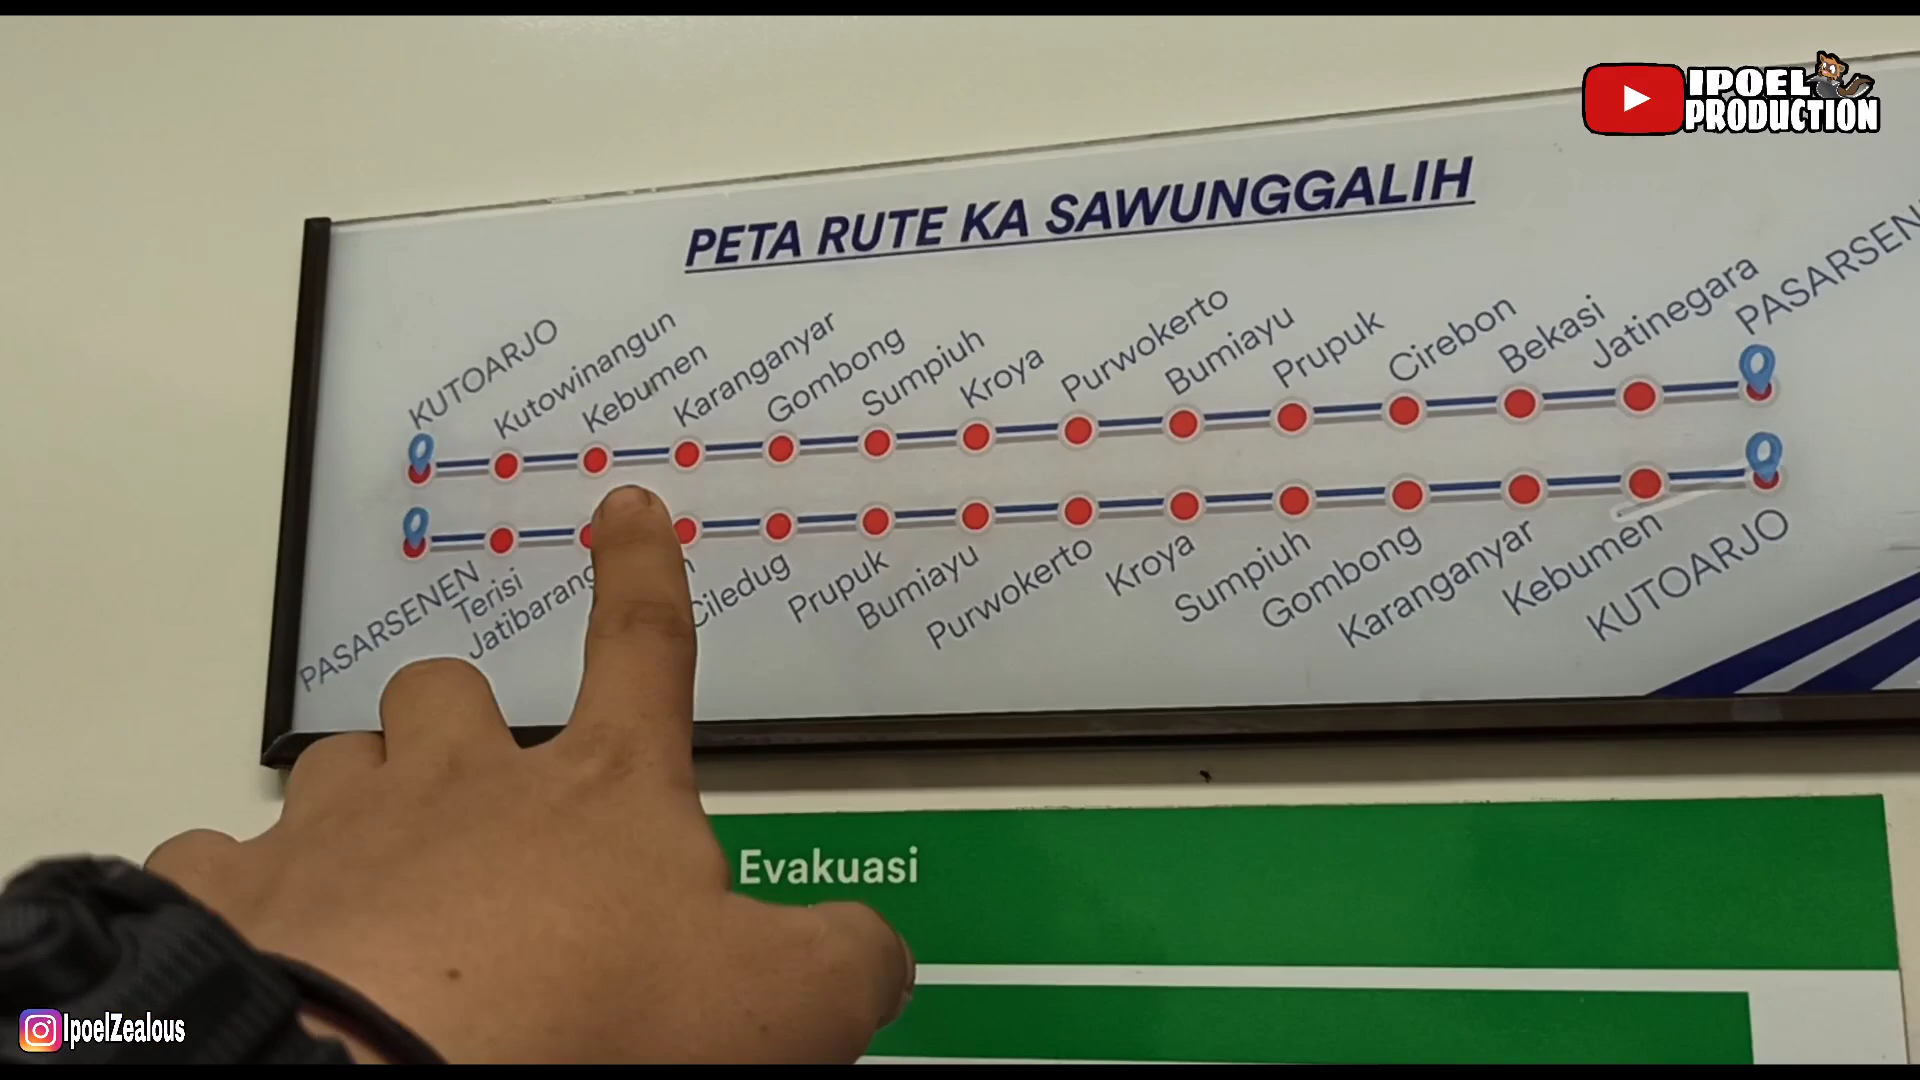 IPOEL
PRODUCTION
PETA RUTE KA SAWUNGGALIH
KUTOARJO
Kutowinangun
Kebumen
Karanganyar
Gombong
Sumpiuh
Kroya
Purwokerto
Bumiayu
Prupuk
Cirebon
Bekasi
Jatinegara
PASARSEN
PASARSENEN
Terisi
Jatibarang
Ciledug
Prupuk
Bumiayu
Purwokerto
Kroya
Sumpiuh
Gombong
Karanganyar
Kebumen
KUTOARJO
Evakuasi
IpoelZealous